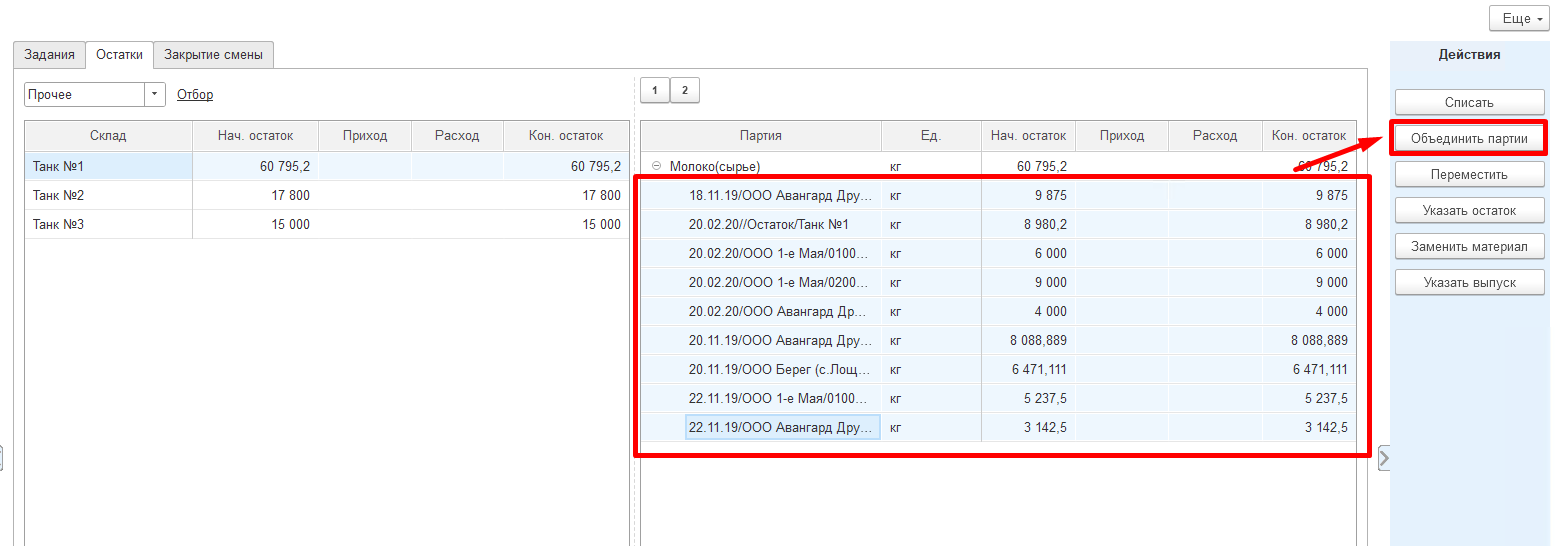 Еще
Задания Остатки Закрытие смены
Действия
Прочее Отбор
1 2
Списать
Объединить партии
Переместить
Указать остаток
Заменить материал
Указать выпуск
Склад Нач. остаток Приход Расход Кон. остаток
Танк №1 60 795,2 60 795,2
Танк №2 17 800 17 800
Танк №3 15 000 15 000
Партия Ед. Нач. остаток Приход Расход Кон. остаток
Молоко(сырье) кг 60 795,2 60 795,2
18.11.19/ООО Авангард Дру... кг 9 875 9 875
20.02.20//Остаток/Танк №1 кг 8 980,2 8 980,2
20.02.20/ООО 1-е Мая/0100... кг 6 000 6 000
20.02.20/ООО 1-е Мая/0200... кг 9 000 9 000
20.02.20/ООО Авангард Др... кг 4 000 4 000
20.11.19/ООО Авангард Дру... кг 8 088,889 8 088,889
20.11.19/ООО Берег (с.Лощ... кг 6 471,111 6 471,111
22.11.19/ООО 1-е Мая/0100... кг 5 237,5 5 237,5
22.11.19/ООО Авангард Дру... кг 3 142,5 3 142,5